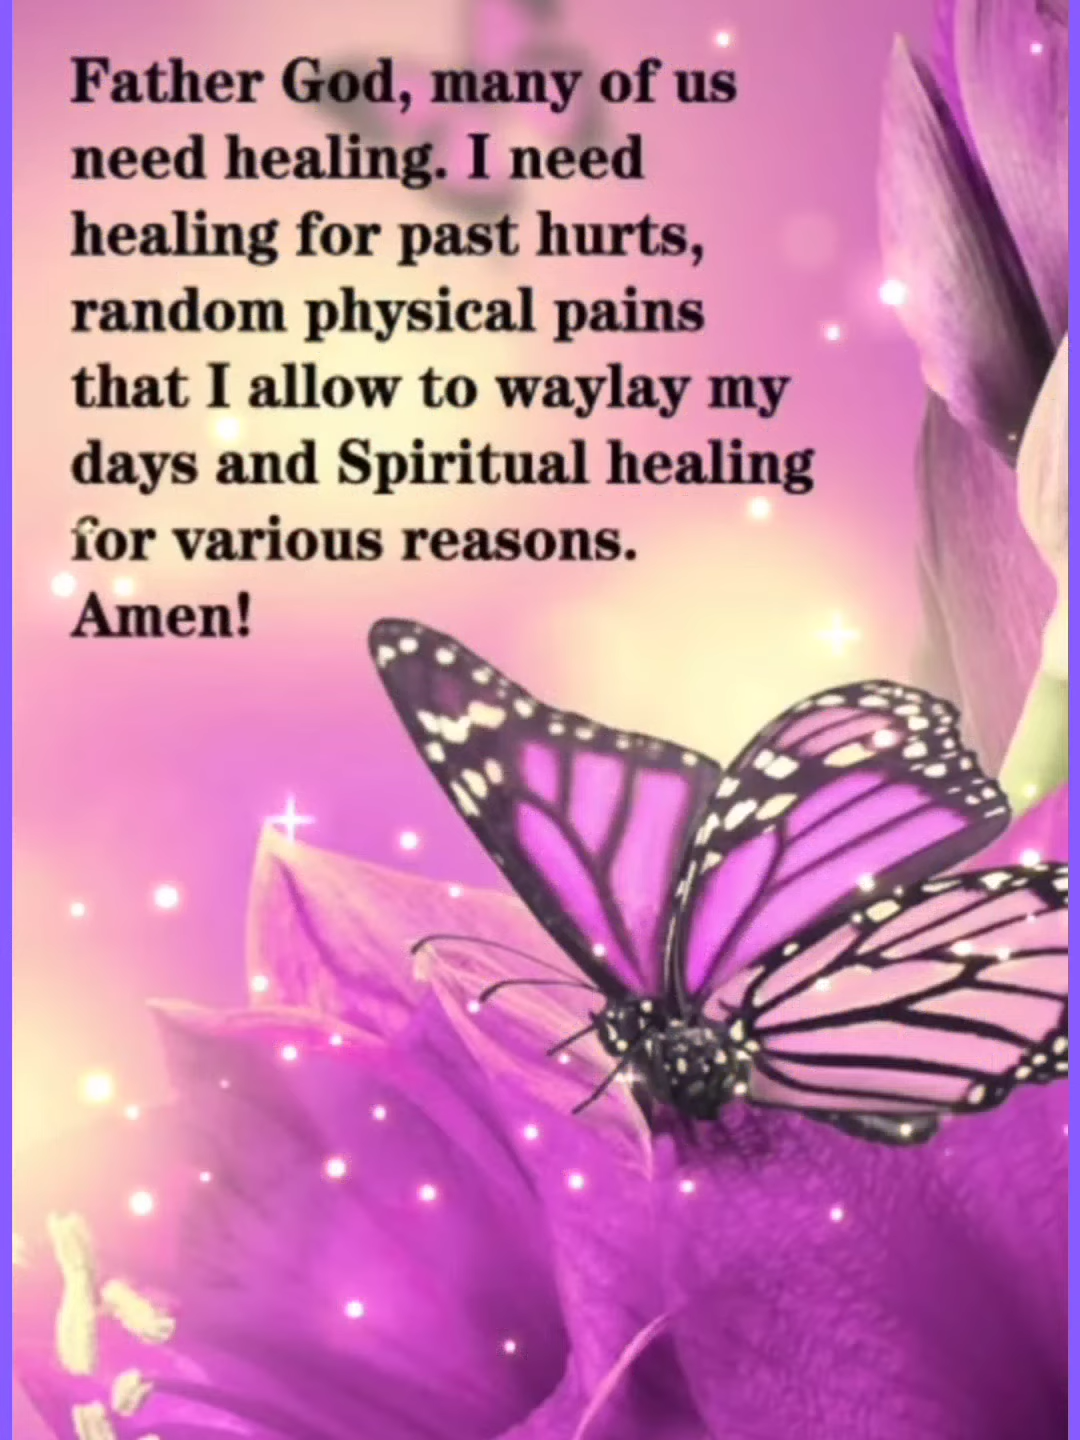 Father God, many of us
need healing. I need
healing for past hurts,
random physical pains
that I allow to waylay my
days and Spiritual healing
for various reasons.
Amen!